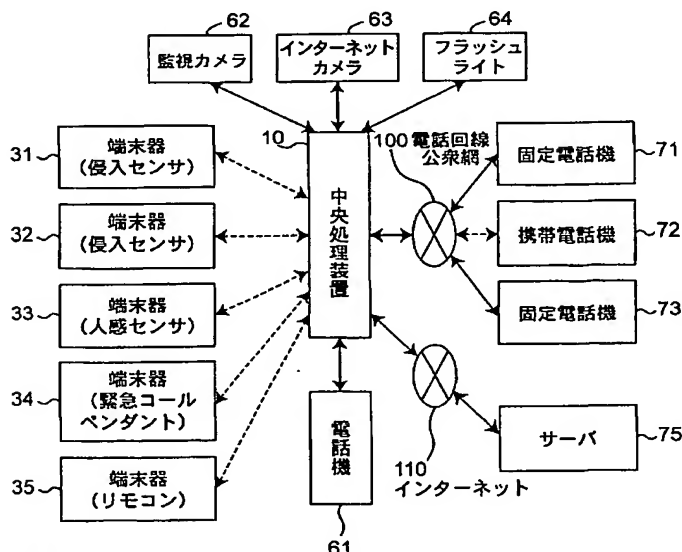 62
63
64
監視カメラ
インターネット
カメラ
フラッシュ
ライト
10
100 電話回線
公衆網
31
端末器
(侵入センサ)
32
端末器
(侵入センサ)
33
端末器
(人感センサ)
34
端末器
(緊急コール
ペンダント)
35
端末器
(リモコン)
中央処理装置
固定電話機
71
携帯電話機
72
固定電話機
73
電話機
61
110
インターネット
サーバ
75